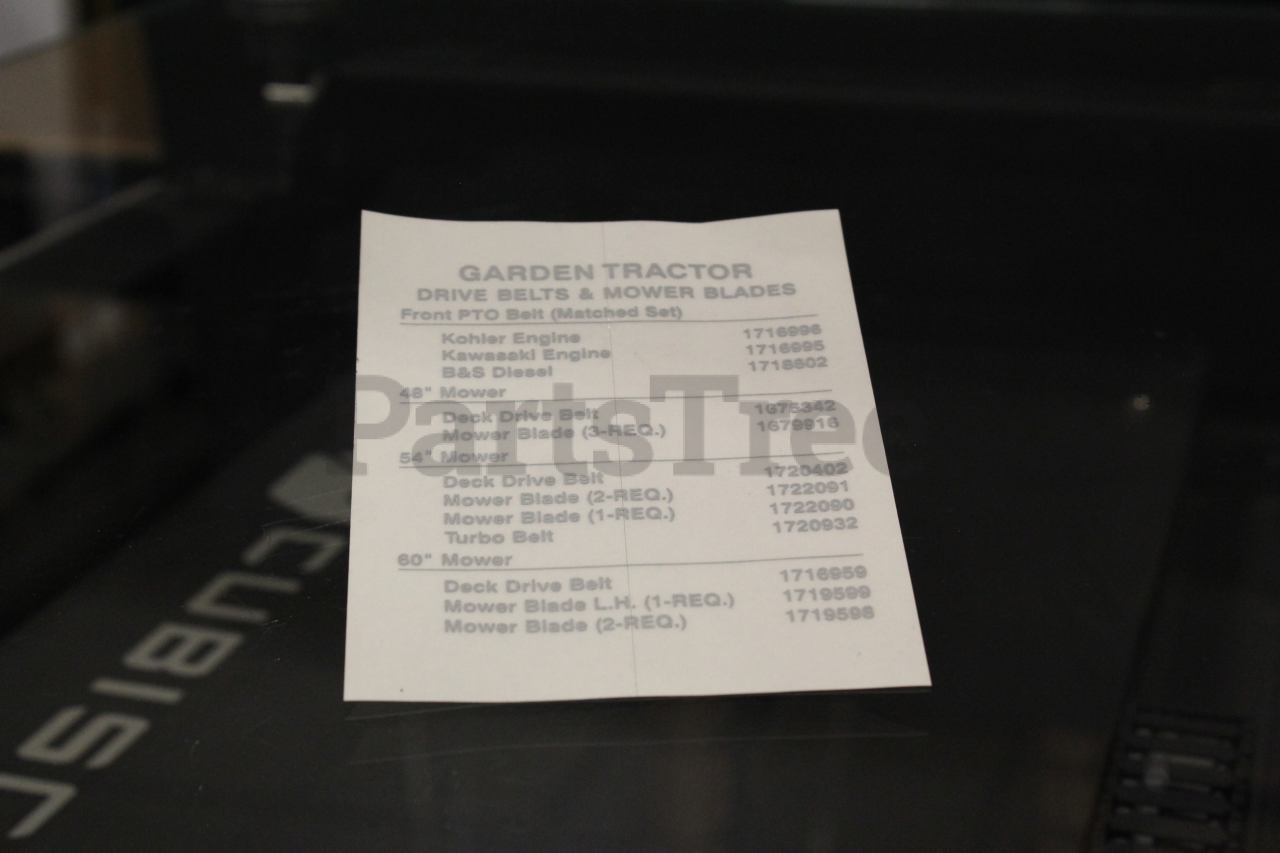 GARDEN TRACTOR
DRIVE BELTS & MOWER BLADES
Front PTO Belt (Matched Set)
Kohler Engine 1716996
Kawasaki Engine 1716995
B&S Diesel 1718602
48" Mower
Deck Drive Belt 1675342
Mower Blade (3-REQ.) 1679916
54" Mower
Deck Drive Belt 1720402
Mower Blade (2-REQ.) 1722091
Mower Blade (1-REQ.) 1722090
Turbo Belt 1720932
60" Mower
Deck Drive Belt 1716959
Mower Blade L.H. (1-REQ.) 1719599
Mower Blade (2-REQ.) 1719598
PartsTree
CUBIS